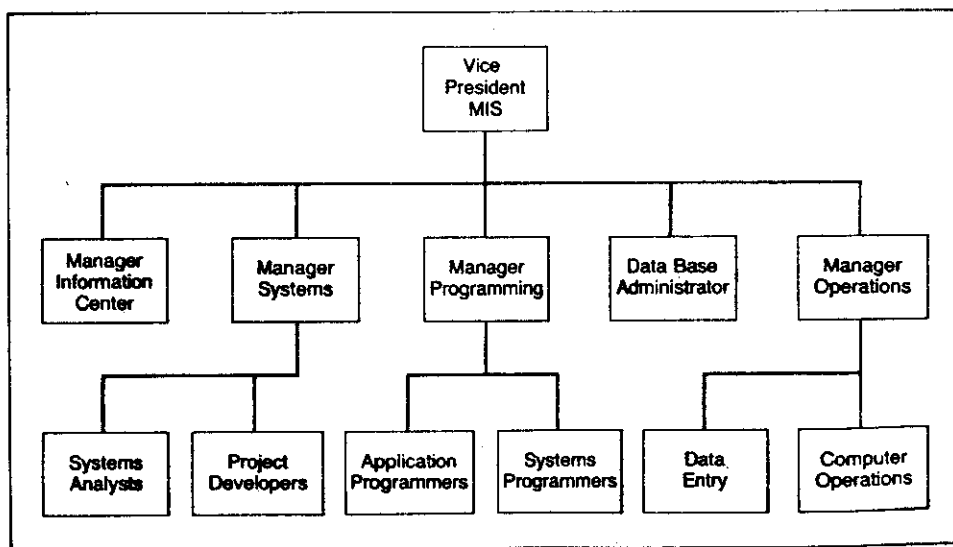 Vice
President
MIS
Manager
Information
Center
Manager
Systems
Manager
Programming
Data Base
Administrator
Manager
Operations
Systems
Analysts
Project
Developers
Application
Programmers
Systems
Programmers
Data
Entry
Computer
Operations